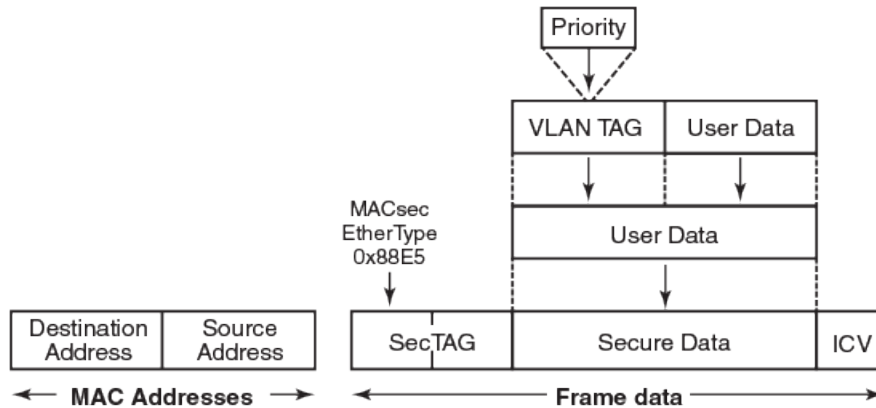 Priority
VLAN TAG
User Data
MACsec
EtherType
0x88E5
User Data
Destination
Address
Source
Address
SecTAG
Secure Data
ICV
MAC Addresses
Frame data